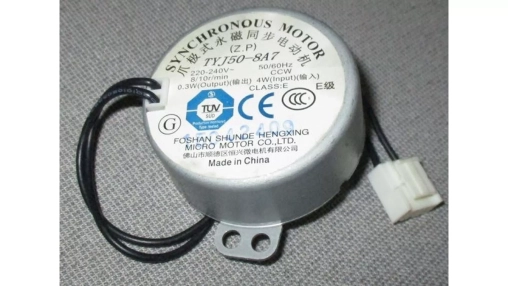 SYNCHRONOUS MOTOR
爪极式永磁同步电动机
(Z.P)
TYJ50-8A7
220-240V~ 50/60Hz
8/10r/min CCW
0.3W(Output)(输出) 4W(Input)(输入)
CLASS:E E级
TÜV
CCC
G
FOSHAN SHUNDE HENGXING
MICRO MOTOR CO.,LTD.
佛山市顺德区恒兴微电机有限公司
Made in China